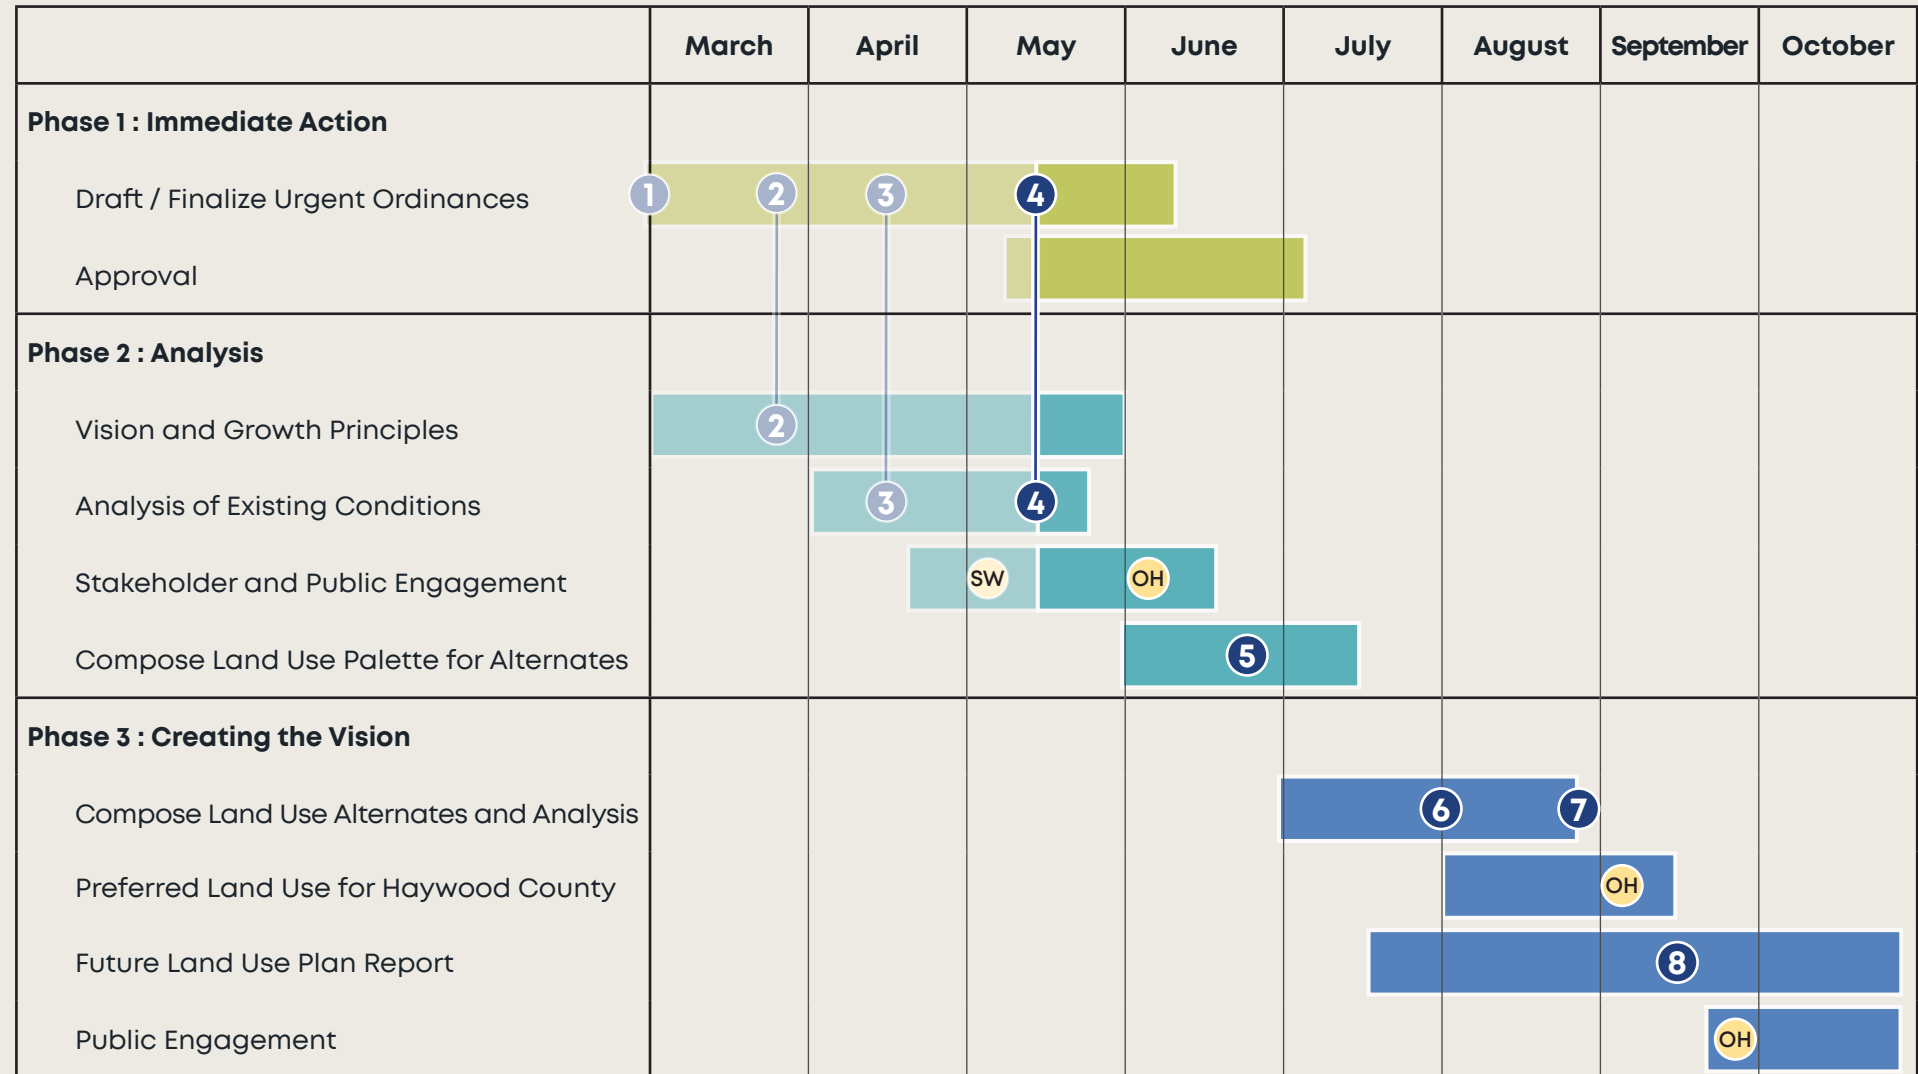 March April May June July August September October
Phase 1 : Immediate Action
Draft / Finalize Urgent Ordinances 1 2 3 4
Approval
Phase 2 : Analysis
Vision and Growth Principles 2
Analysis of Existing Conditions 3 4
Stakeholder and Public Engagement SW OH
Compose Land Use Palette for Alternates 5
Phase 3 : Creating the Vision
Compose Land Use Alternates and Analysis 6 7
Preferred Land Use for Haywood County OH
Future Land Use Plan Report 8
Public Engagement OH